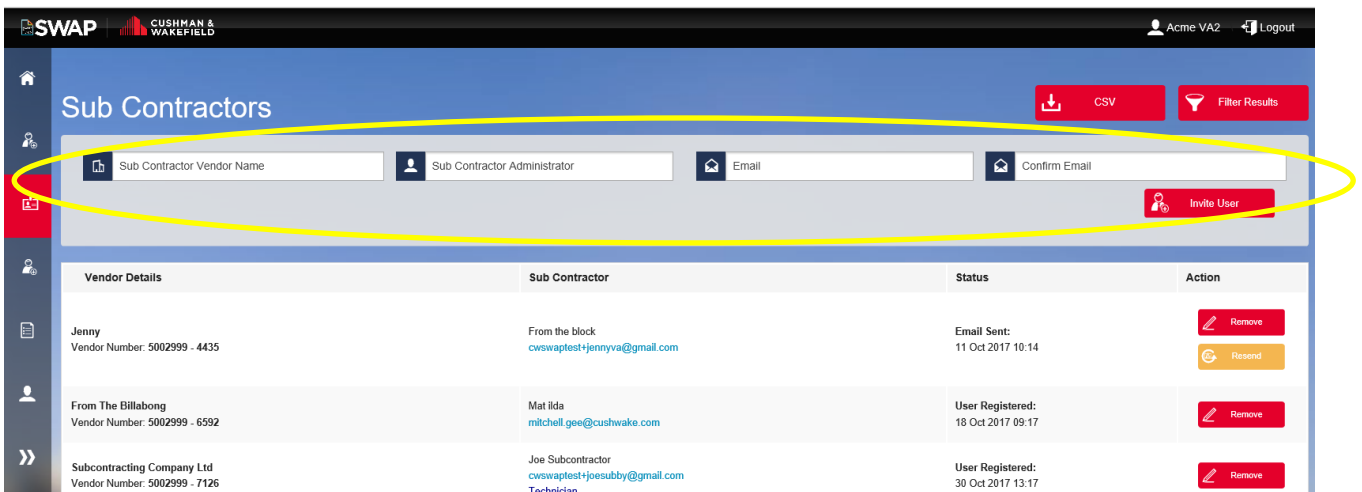 SWAP CUSHMAN & WAKEFIELD Acme VA2 Logout
Sub Contractors CSV Filter Results
Sub Contractor Vendor Name Sub Contractor Administrator Email Confirm Email
Invite User
Vendor Details Sub Contractor Status Action
Jenny From the block Email Sent: Remove
Vendor Number: 5002999 - 4435 cwswaptest+jennyva@gmail.com 11 Oct 2017 10:14 Resend
From The Billabong Mat ilda User Registered: Remove
Vendor Number: 5002999 - 6592 mitchell.gee@cushwake.com 18 Oct 2017 09:17
Joe Subcontractor
Subcontracting Company Ltd cwswaptest+joesubby@gmail.com User Registered: Remove
Vendor Number: 5002999 - 7126 Technician 30 Oct 2017 13:17